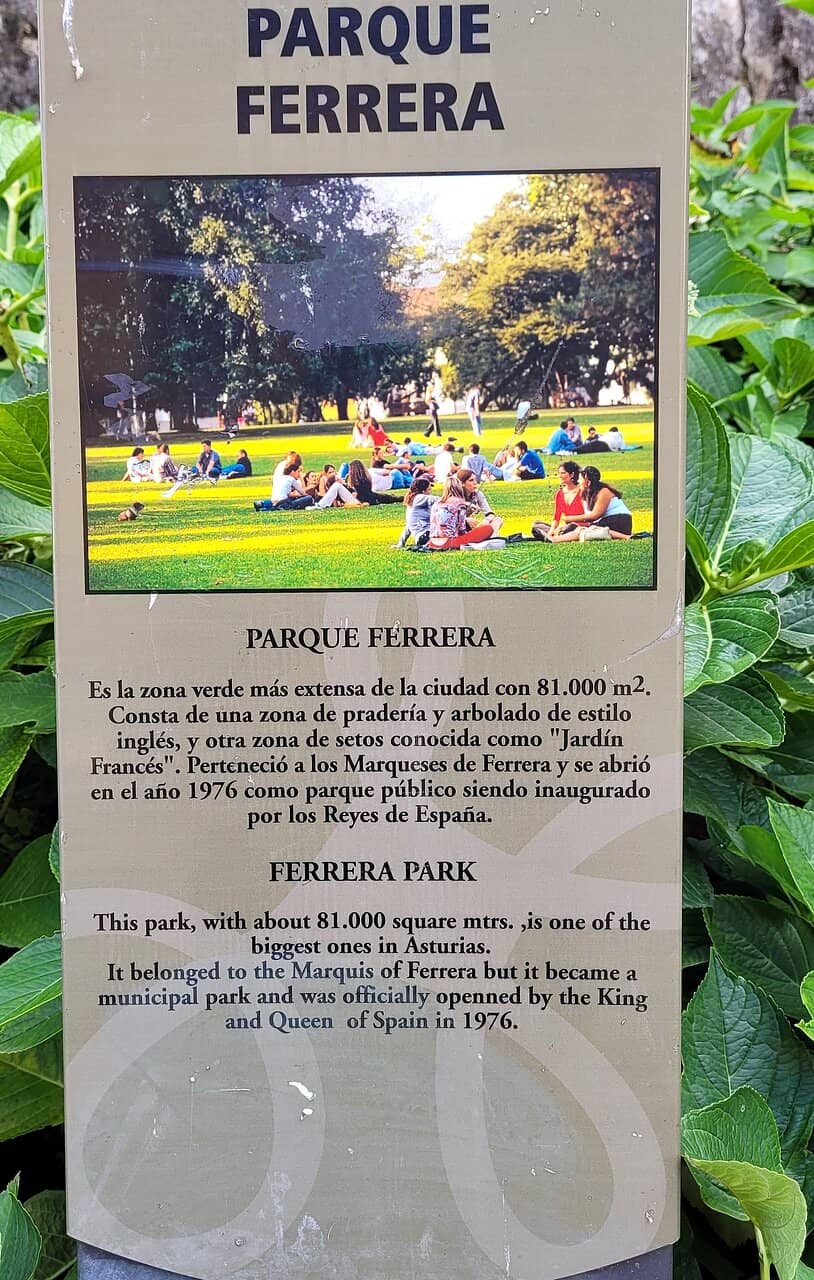 PARQUE
FERRERA
PARQUE FERRERA
Es la zona verde más extensa de la ciudad con 81.000 m2.
Consta de una zona de pradería y arbolado de estilo
inglés, y otra zona de setos conocida como "Jardín
Francés". Perteneció a los Marqueses de Ferrera y se abrió
en el año 1976 como parque público siendo inaugurado
por los Reyes de España.
FERRERA PARK
This park, with about 81.000 square mtrs. ,is one of the
biggest ones in Asturias.
It belonged to the Marquis of Ferrera but it became a
municipal park and was officially openned by the King
and Queen of Spain in 1976.